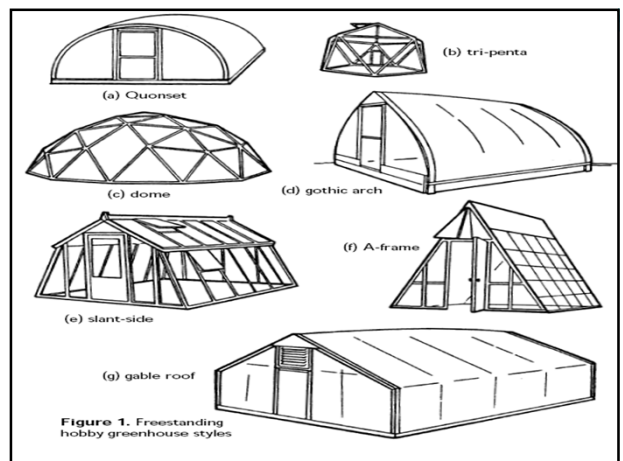 (a) Quonset
(b) tri-penta
(c) dome
(d) gothic arch
(e) slant-side
(f) A-frame
(g) gable roof
Figure 1. Freestanding
hobby greenhouse styles